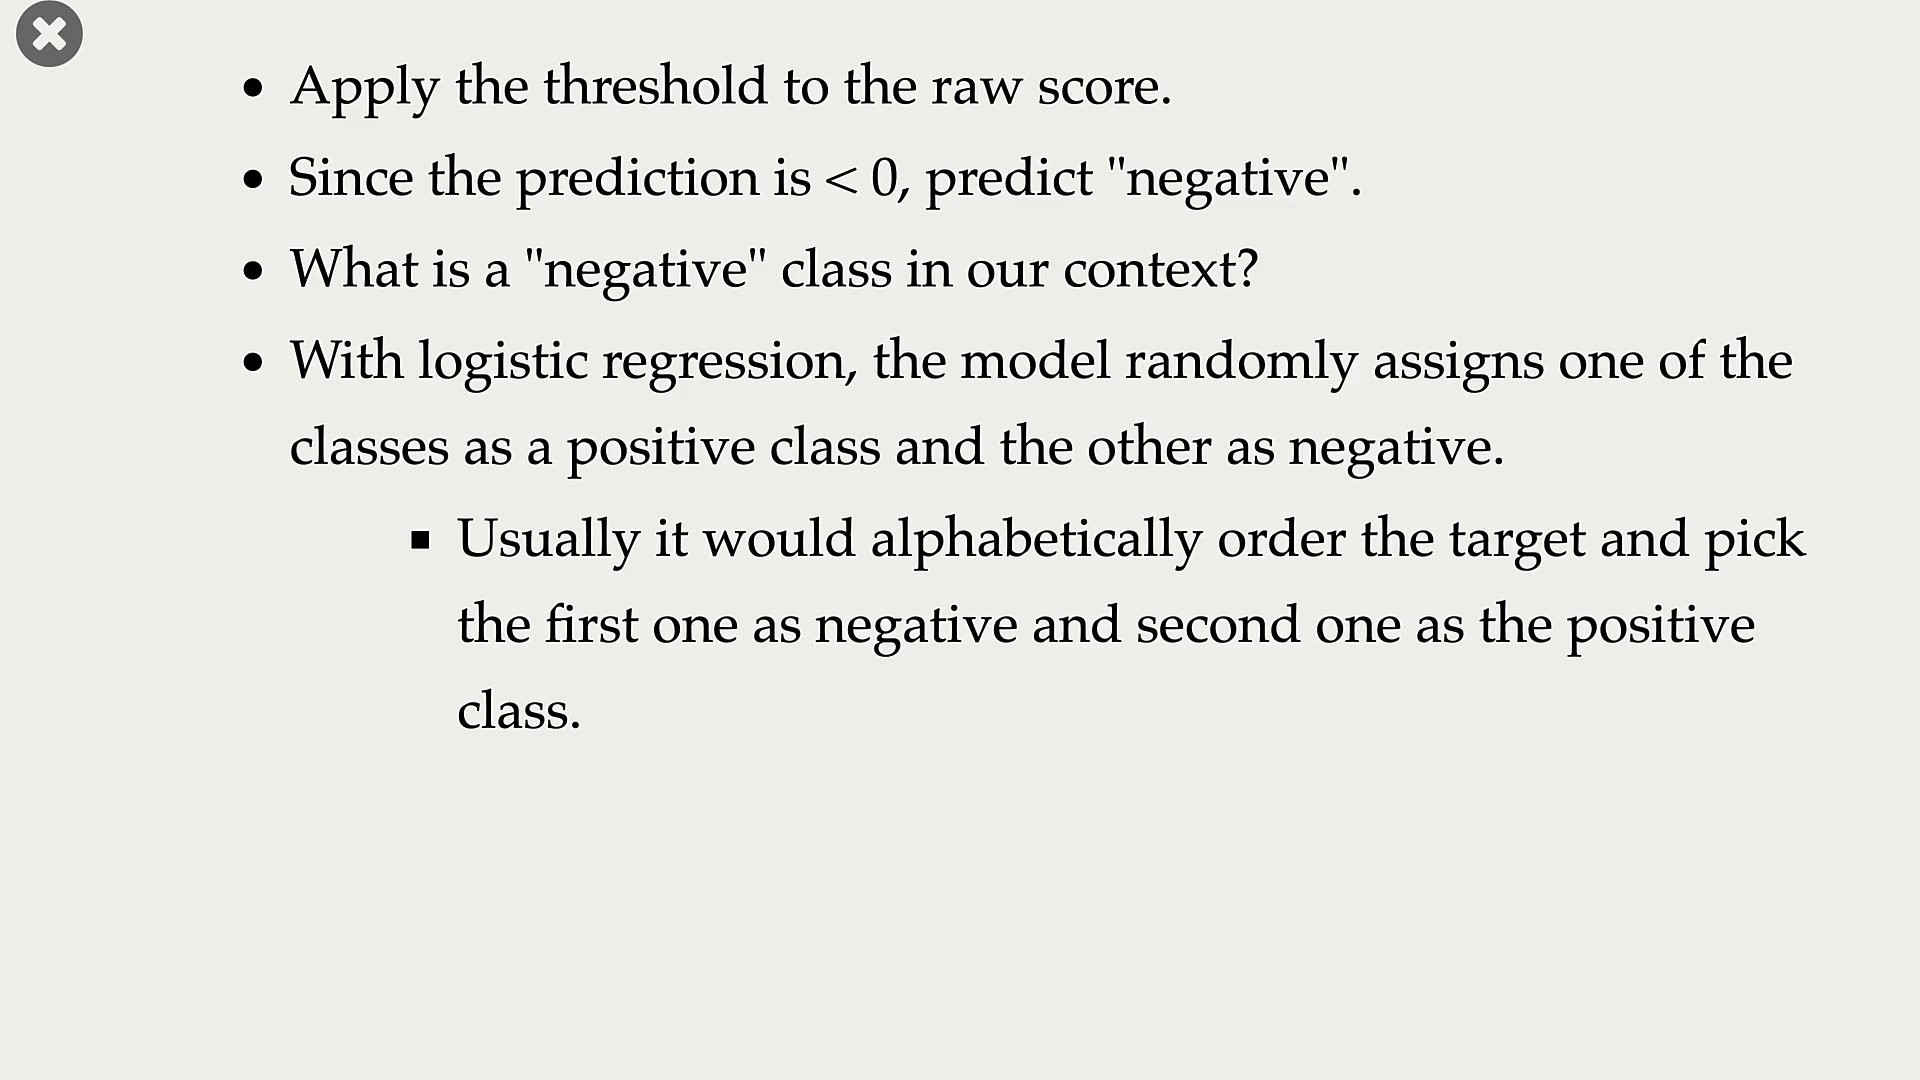 • Apply the threshold to the raw score.
• Since the prediction is < 0, predict "negative".
• What is a "negative" class in our context?
• With logistic regression, the model randomly assigns one of the
classes as a positive class and the other as negative.
▪ Usually it would alphabetically order the target and pick
the first one as negative and second one as the positive
class.